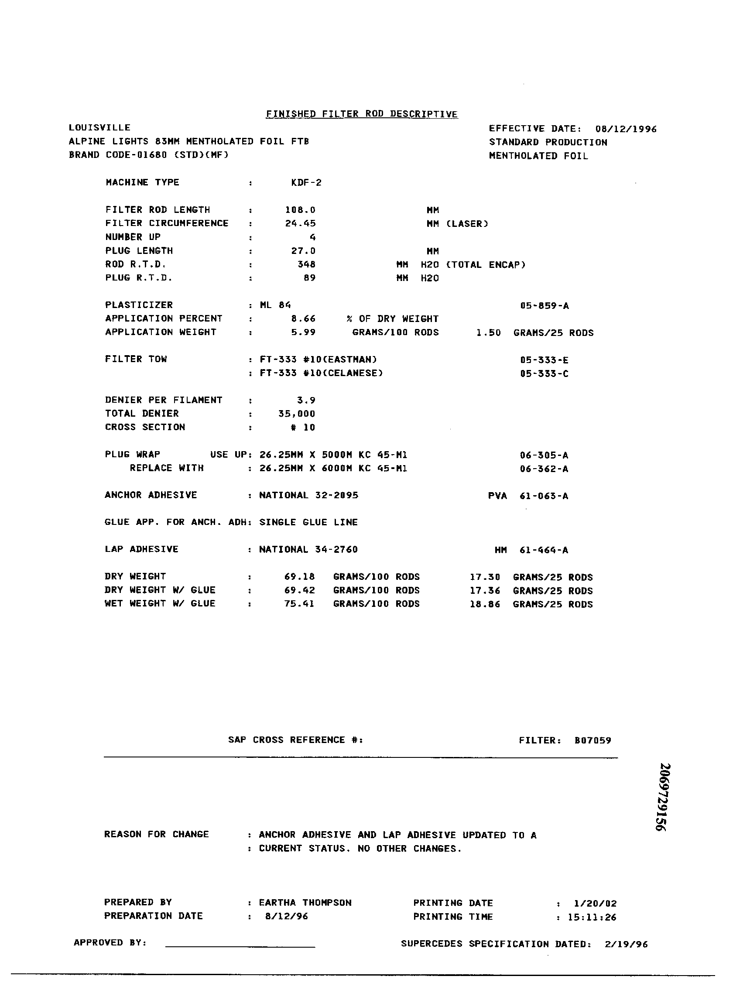 FINISHED FILTER ROD DESCRIPTIVE
LOUISVILLE EFFECTIVE DATE: 08/12/1996
ALPINE LIGHTS 83MM MENTHOLATED FOIL FTB STANDARD PRODUCTION
BRAND CODE-01680 (STD)(MF) MENTHOLATED FOIL
MACHINE TYPE : KDF-2
FILTER ROD LENGTH : 108.0 MM
FILTER CIRCUMFERENCE : 24.45 MM (LASER)
NUMBER UP : 4
PLUG LENGTH : 27.0 MM
ROD R.T.D. : 348 MM H2O (TOTAL ENCAP)
PLUG R.T.D. : 89 MM H2O
PLASTICIZER : ML 84 05-859-A
APPLICATION PERCENT : 8.66 % OF DRY WEIGHT
APPLICATION WEIGHT : 5.99 GRAMS/100 RODS 1.50 GRAMS/25 RODS
FILTER TOW : FT-333 #10(EASTMAN) 05-333-E
: FT-333 #10(CELANESE) 05-333-C
DENIER PER FILAMENT : 3.9
TOTAL DENIER : 35,000
CROSS SECTION : # 10
PLUG WRAP USE UP: 26.25MM X 5000M KC 45-M1 06-305-A
REPLACE WITH : 26.25MM X 6000M KC 45-M1 06-362-A
ANCHOR ADHESIVE : NATIONAL 32-2895 PVA 61-063-A
GLUE APP. FOR ANCH. ADH: SINGLE GLUE LINE
LAP ADHESIVE : NATIONAL 34-2760 HM 61-464-A
DRY WEIGHT : 69.18 GRAMS/100 RODS 17.30 GRAMS/25 RODS
DRY WEIGHT W/ GLUE : 69.42 GRAMS/100 RODS 17.36 GRAMS/25 RODS
WET WEIGHT W/ GLUE : 75.41 GRAMS/100 RODS 18.86 GRAMS/25 RODS
SAP CROSS REFERENCE #: FILTER: B07059
2069729156
REASON FOR CHANGE : ANCHOR ADHESIVE AND LAP ADHESIVE UPDATED TO A
: CURRENT STATUS. NO OTHER CHANGES.
PREPARED BY : EARTHA THOMPSON PRINTING DATE : 1/20/02
PREPARATION DATE : 8/12/96 PRINTING TIME : 15:11:26
APPROVED BY: SUPERCEDES SPECIFICATION DATED: 2/19/96